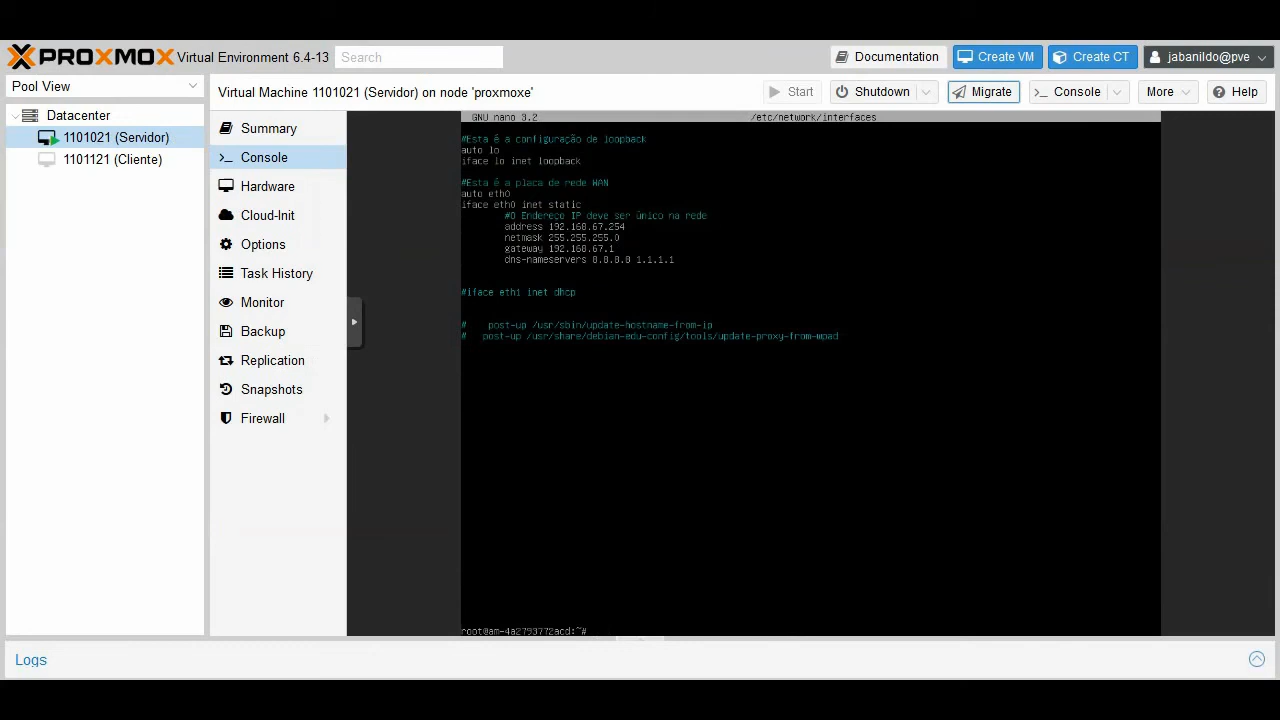 PROXMOX Virtual Environment 6.4-13 Search Documentation Create VM Create CT jabanildo@pve
Pool View
Virtual Machine 1101021 (Servidor) on node 'proxmoxe' Start Shutdown Migrate Console More Help
Datacenter
1101021 (Servidor)
1101121 (Cliente)
Summary
Console
Hardware
Cloud-Init
Options
Task History
Monitor
Backup
Replication
Snapshots
Firewall
GNU nano 3.2 /etc/network/interfaces
#Esta é a configuração de loopback
auto lo
iface lo inet loopback
#Esta é a placa de rede WAN
auto eth0
iface eth0 inet static
#O Endereço IP deve ser único na rede
address 192.168.67.254
netmask 255.255.255.0
gateway 192.168.67.1
dns-nameservers 8.8.8.8 1.1.1.1
#iface eth1 inet dhcp
# post-up /usr/sbin/update-hostname-from-ip
# post-up /usr/share/debian-edu-config/tools/update-proxy-from-wpad
root@am-4a2793772acd:~#
Logs